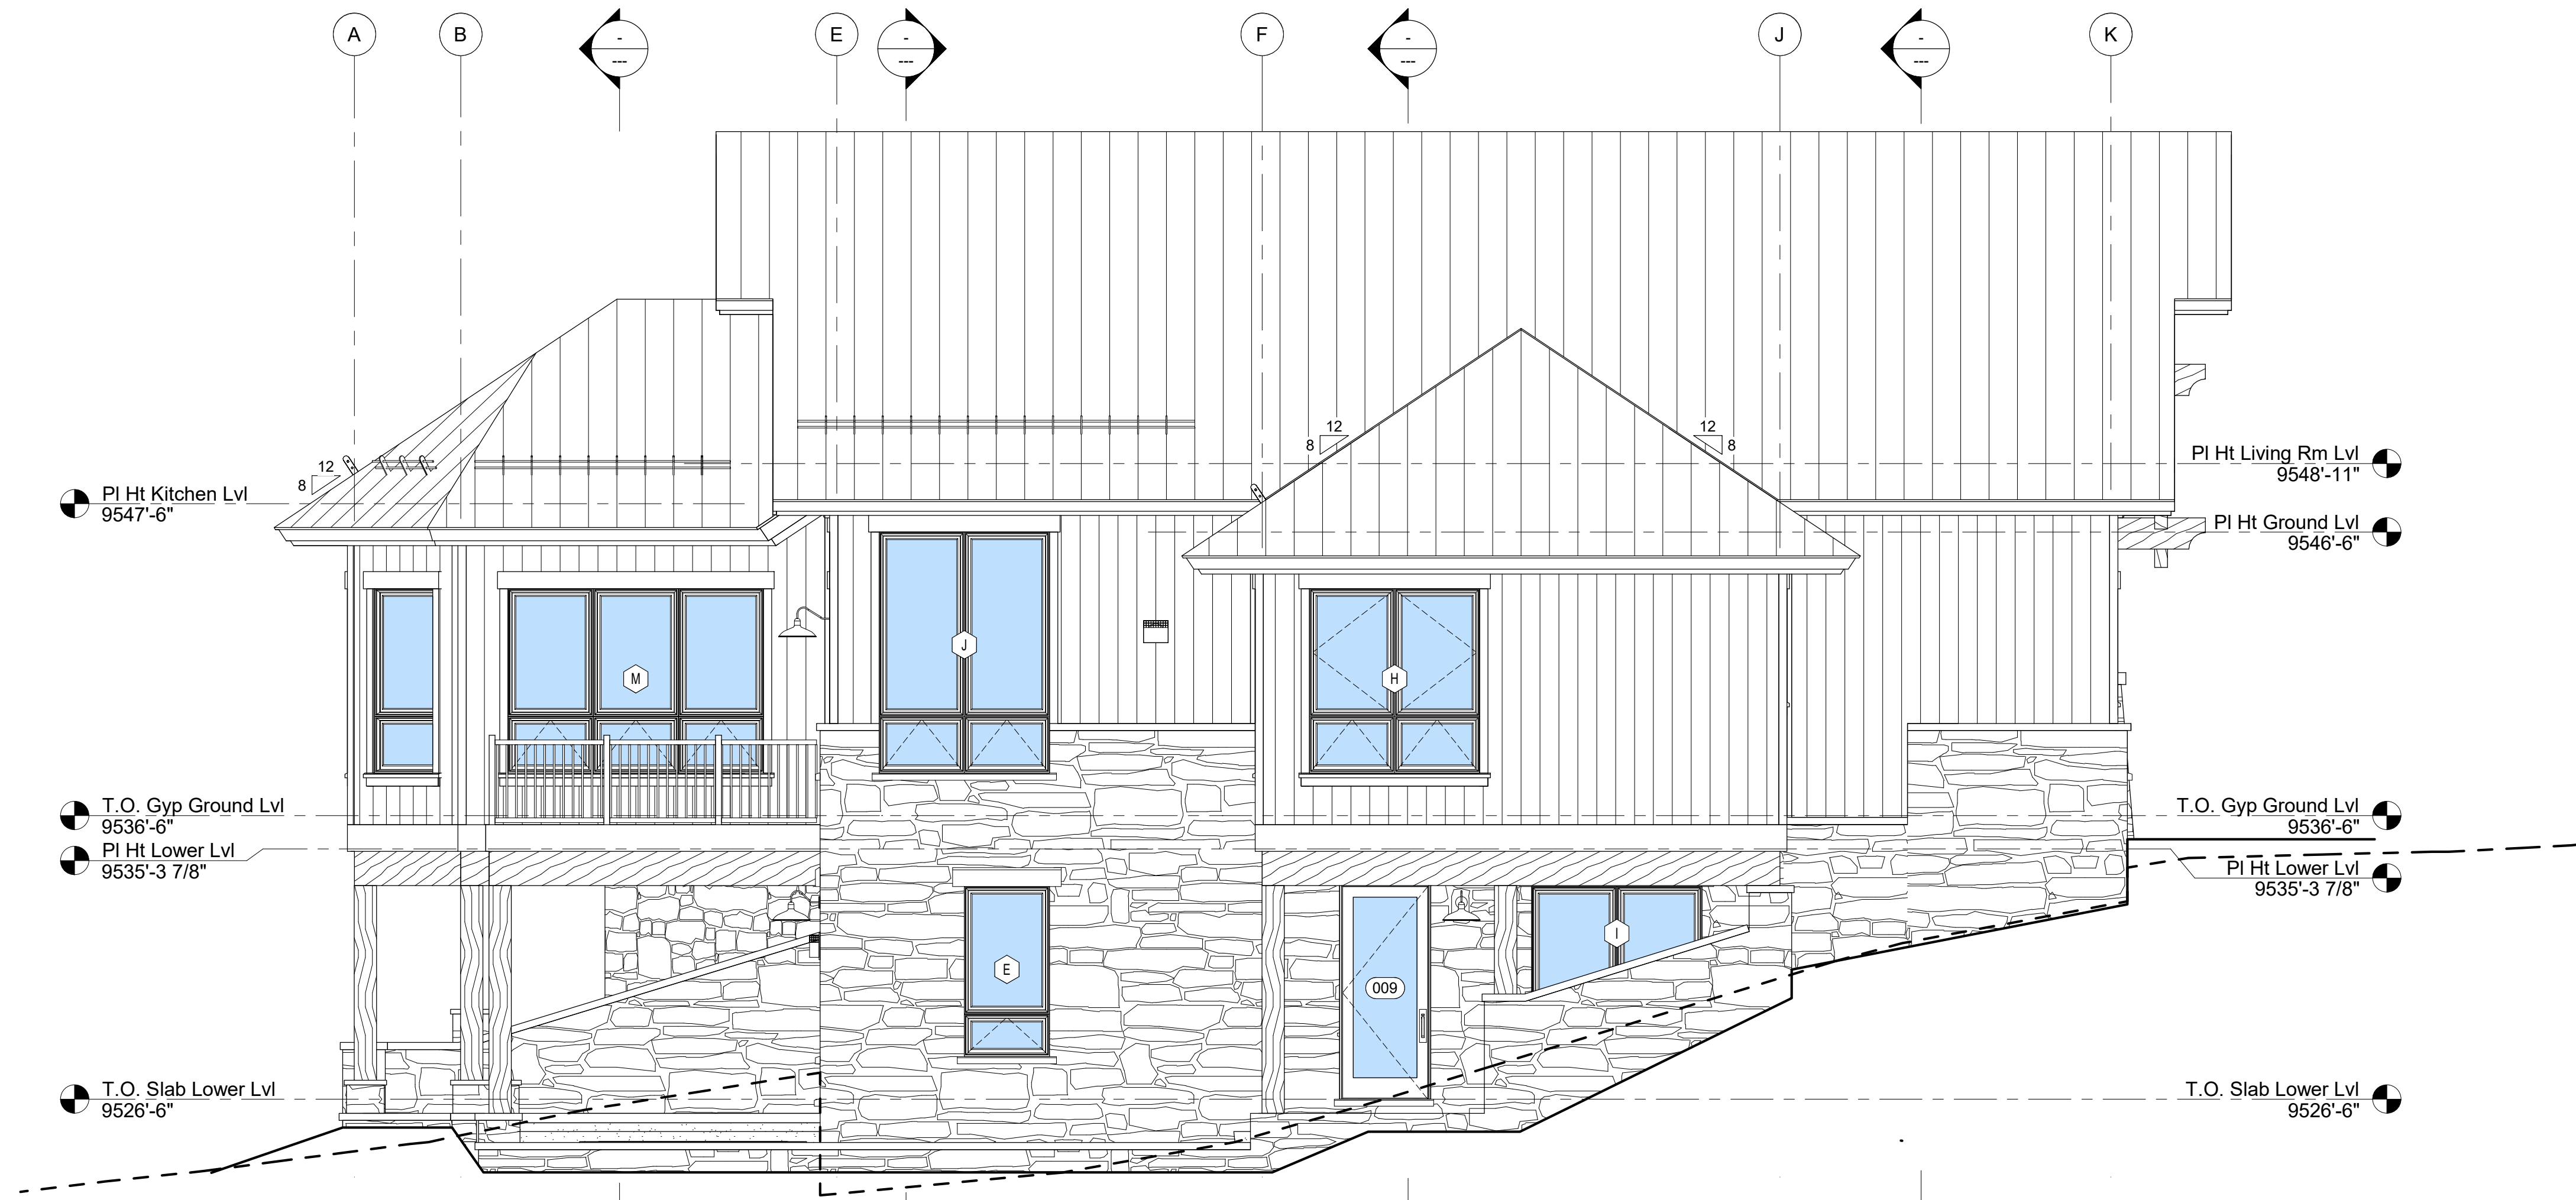 A
B
-
---
E
-
---
F
-
---
J
-
---
K
12
8
12
8
12
8
Pl Ht Living Rm Lvl
9548'-11"
Pl Ht Kitchen Lvl
9547'-6"
Pl Ht Ground Lvl
9546'-6"
J
M
H
T.O. Gyp Ground Lvl
9536'-6"
T.O. Gyp Ground Lvl
9536'-6"
Pl Ht Lower Lvl
9535'-3 7/8"
Pl Ht Lower Lvl
9535'-3 7/8"
I
E
009
T.O. Slab Lower Lvl
9526'-6"
T.O. Slab Lower Lvl
9526'-6"